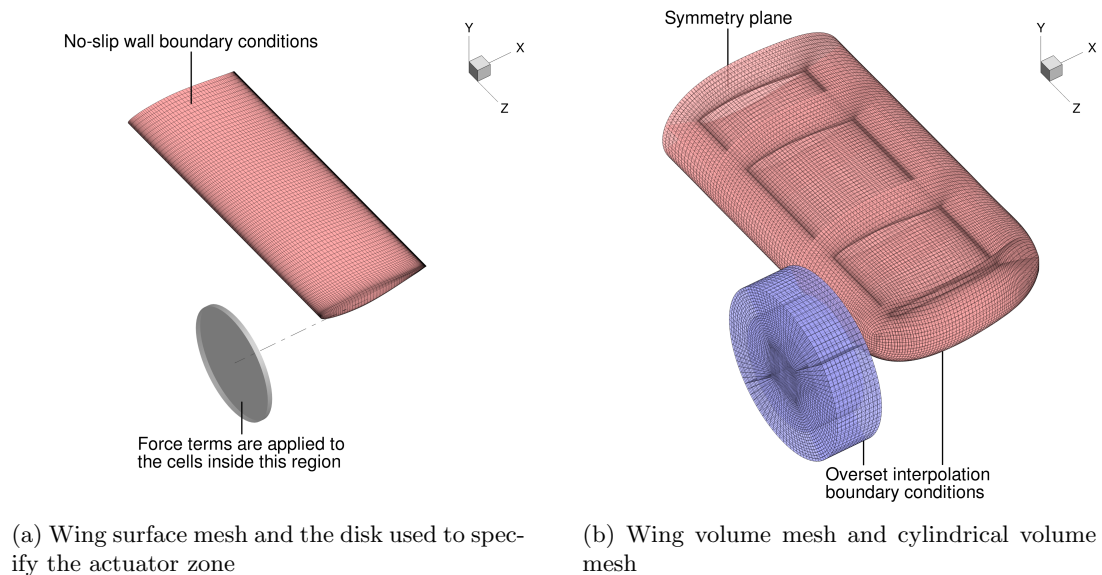 No-slip wall boundary conditions
Y
X
Z
Force terms are applied to
the cells inside this region
(a) Wing surface mesh and the disk used to spec-
ify the actuator zone
Symmetry plane
Y
X
Z
Overset interpolation
boundary conditions
(b) Wing volume mesh and cylindrical volume
mesh